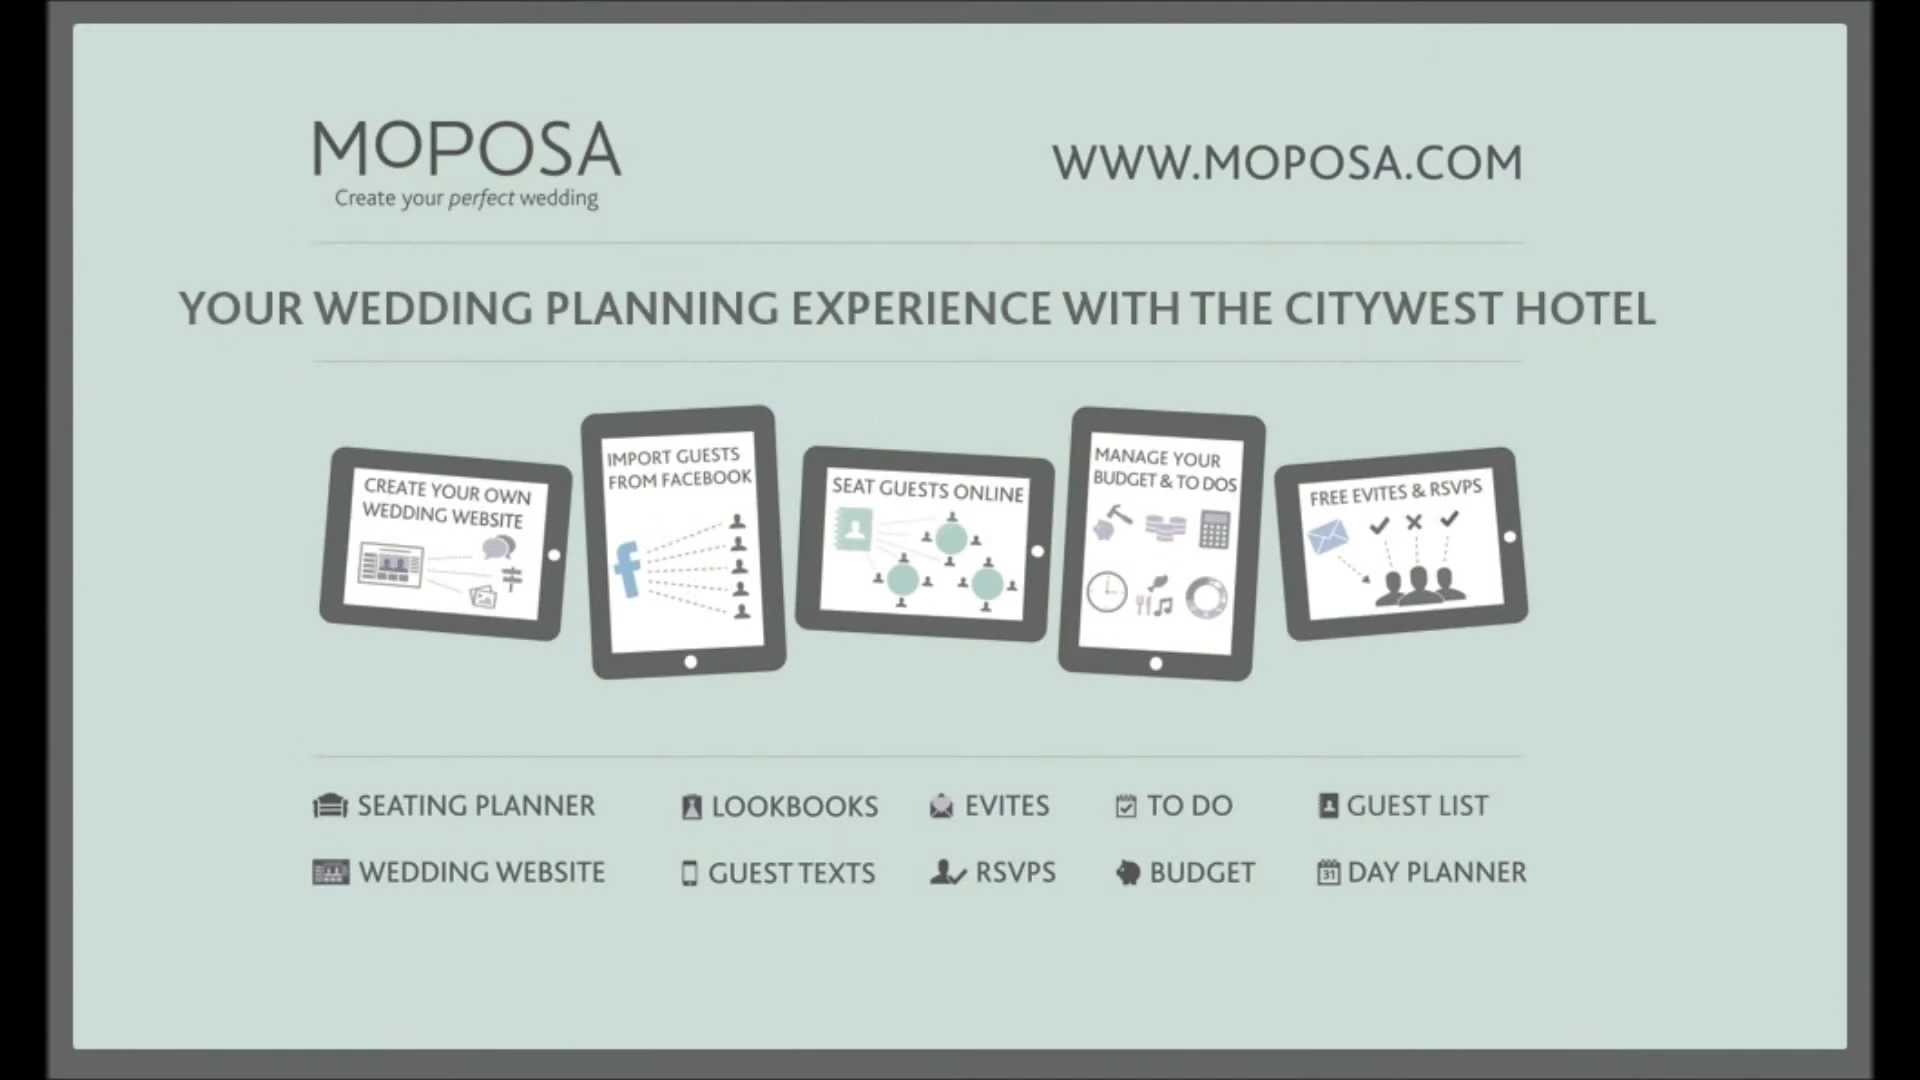 MOPOSA
Create your perfect wedding
WWW.MOPOSA.COM
YOUR WEDDING PLANNING EXPERIENCE WITH THE CITYWEST HOTEL
CREATE YOUR OWN
WEDDING WEBSITE
IMPORT GUESTS
FROM FACEBOOK
f
SEAT GUESTS ONLINE
MANAGE YOUR
BUDGET & TO DOS
FREE EVITES & RSVPS
SEATING PLANNER
LOOKBOOKS
EVITES
TO DO
GUEST LIST
WEDDING WEBSITE
GUEST TEXTS
RSVPS
BUDGET
31
DAY PLANNER